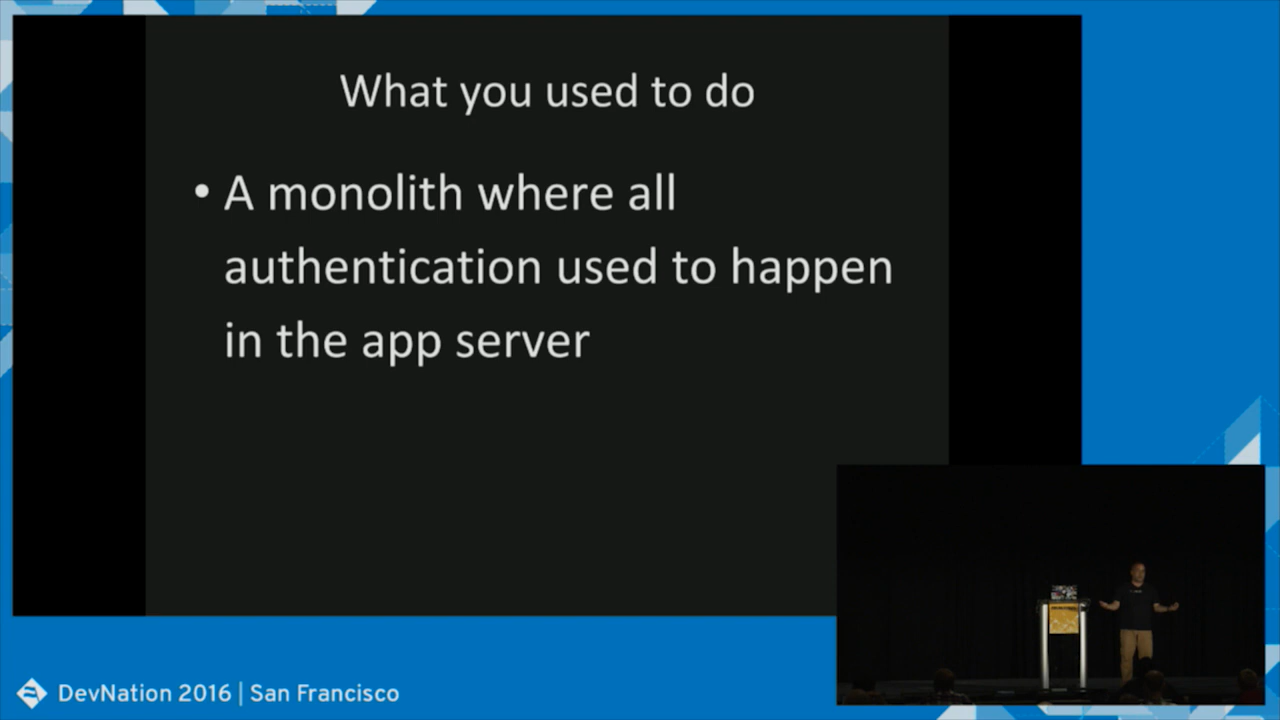 What you used to do
• A monolith where all
authentication used to happen
in the app server
DevNation 2016 | San Francisco